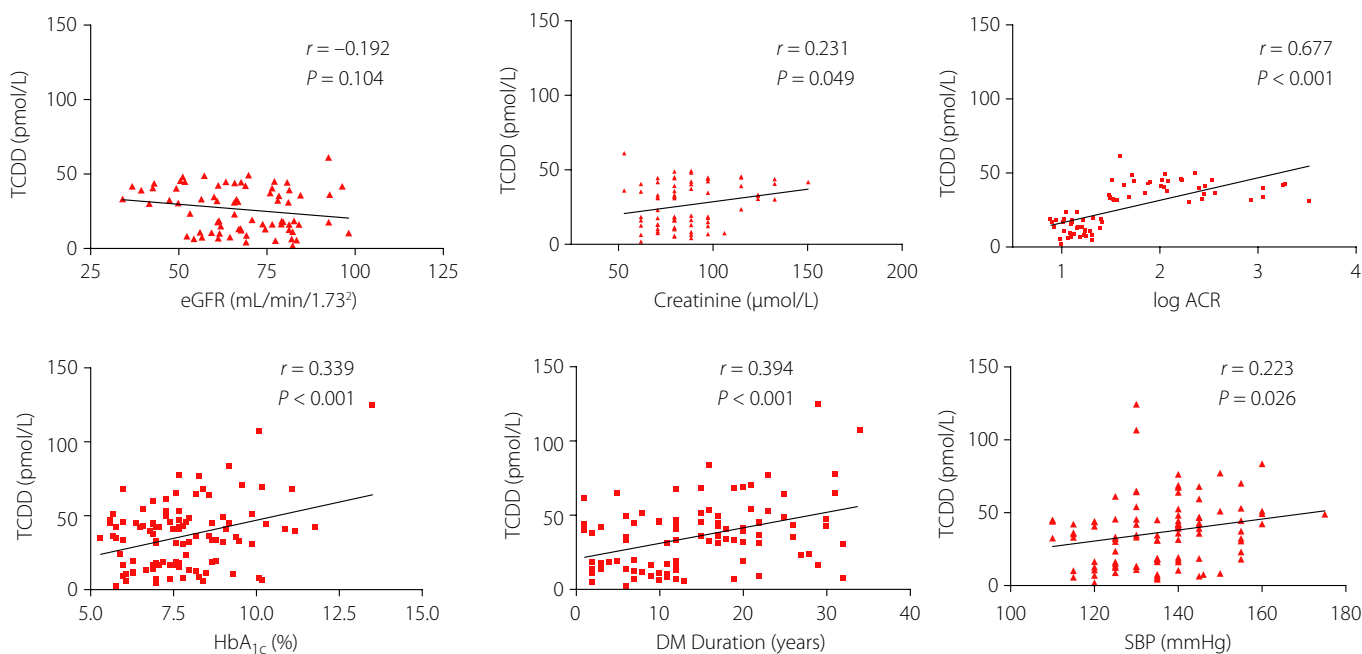 150
100
50
0
TCDD (pmol/L)
r = –0.192
P = 0.104
25 50 75 100 125
eGFR (mL/min/1.73²)
150
100
50
0
TCDD (pmol/L)
r = 0.231
P = 0.049
50 100 150 200
Creatinine (μmol/L)
150
100
50
0
TCDD (pmol/L)
r = 0.677
P < 0.001
1 2 3 4
log ACR
150
100
50
0
TCDD (pmol/L)
r = 0.339
P < 0.001
5.0 7.5 10.0 12.5 15.0
HbA1c (%)
150
100
50
0
TCDD (pmol/L)
r = 0.394
P < 0.001
0 10 20 30 40
DM Duration (years)
150
100
50
0
TCDD (pmol/L)
r = 0.223
P = 0.026
100 120 140 160 180
SBP (mmHg)